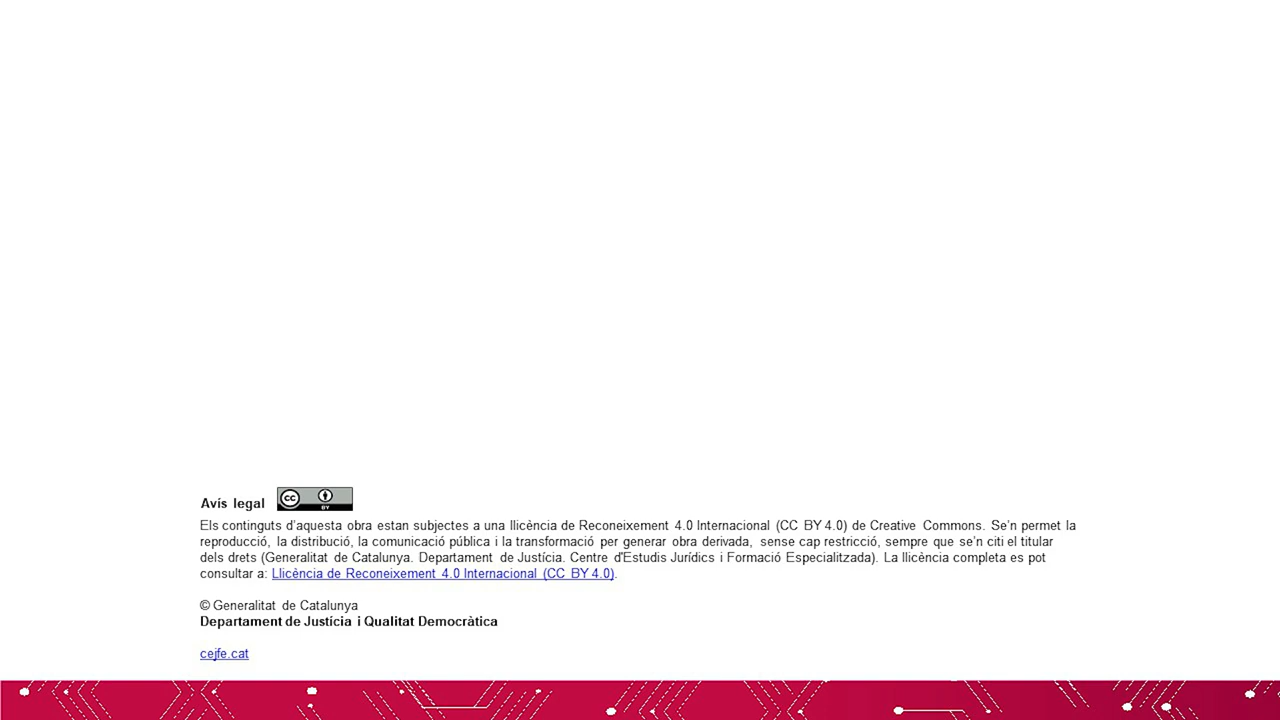 Avís legal
cc
BY
Els continguts d’aquesta obra estan subjectes a una llicència de Reconeixement 4.0 Internacional (CC BY 4.0) de Creative Commons. Se’n permet la
reproducció, la distribució, la comunicació pública i la transformació per generar obra derivada, sense cap restricció, sempre que se’n citi el titular
dels drets (Generalitat de Catalunya. Departament de Justícia. Centre d'Estudis Jurídics i Formació Especialitzada). La llicència completa es pot
consultar a: Llicència de Reconeixement 4.0 Internacional (CC BY 4.0).
© Generalitat de Catalunya
Departament de Justícia i Qualitat Democràtica
cejfe.cat